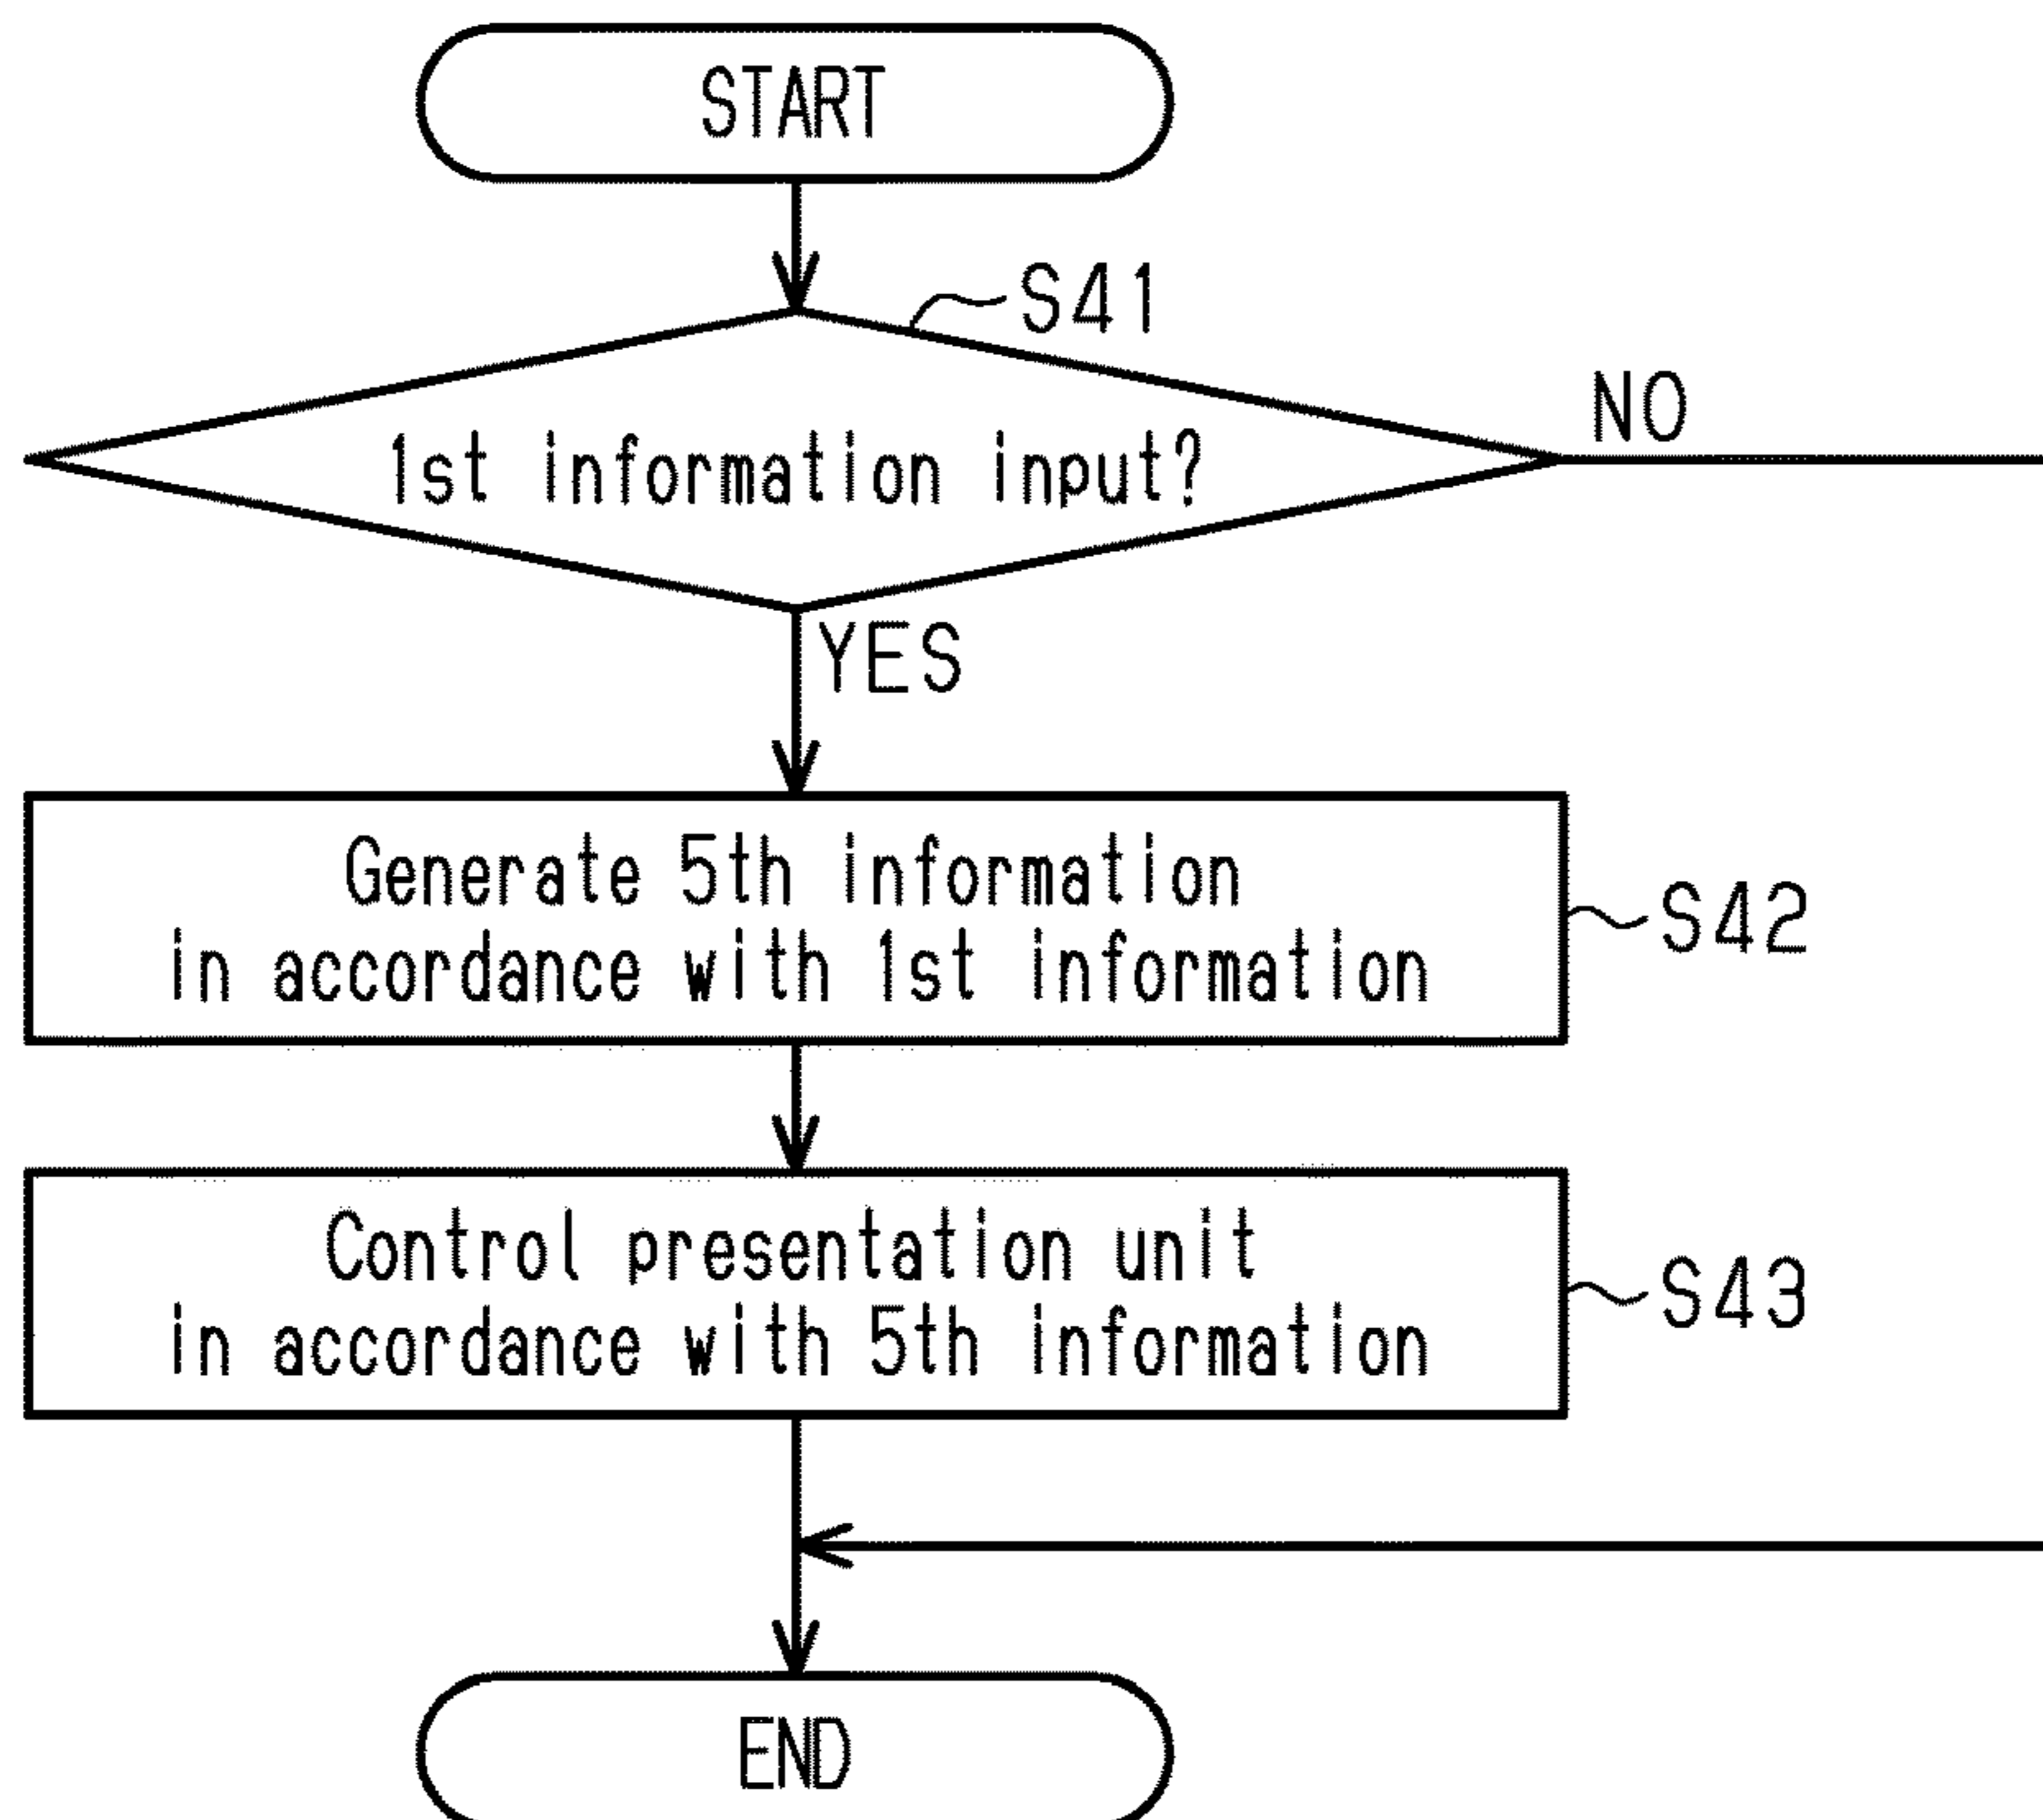 START
S41
NO
1st information input?
YES
Generate 5th information
in accordance with 1st information
S42
Control presentation unit
in accordance with 5th information
S43
END